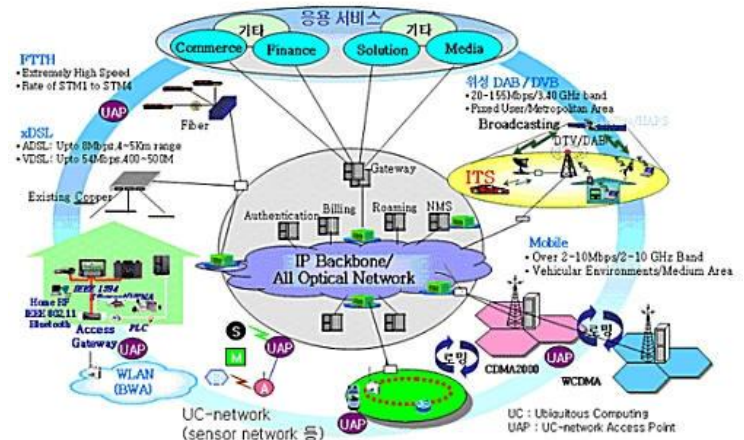 응용 서비스
기타
기타
Commerce
Finance
Solution
Media
FTTH
• Extremely High Speed
• Rate of STM1 to STM4
UAP
Fiber
xDSL
• ADSL: Upto 8Mbps,4~5Km range
• VDSL: Upto 54Mbps,400~500M
Existing Copper
위성 DAB / DVB
• 20~155Mbps/3.40 GHz band
• Fixed User/Metropolitan Area
Broadcasting
DTV/DAB
ITS
Gateway
Authentication
Billing
Roaming
NMS
IP Backbone/
All Optical Network
Mobile
• Over 2~10Mbps/2~10 GHz Band
• Vehicular Environments/Medium Area
IEEE 1394
Home RF
IEEE 802.11
Bluetooth
PLC
Access
Gateway
UAP
WLAN
(BWA)
S
M
A
UAP
UAP
로밍
CDMA2000
UAP
로밍
WCDMA
UC-network
(sensor network 등)
UC : Ubiquitous Computing
UAP : UC-network Access Point